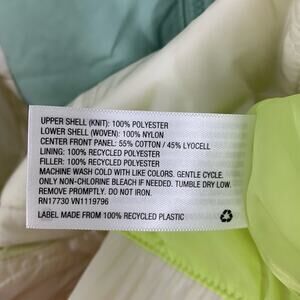 UPPER SHELL (KNIT): 100% POLYESTER
LOWER SHELL (WOVEN): 100% NYLON
CENTER FRONT PANEL: 55% COTTON / 45% LYOCELL
LINING: 100% RECYCLED POLYESTER
FILLER: 100% RECYCLED POLYESTER
MACHINE WASH COLD WITH LIKE COLORS. GENTLE CYCLE.
ONLY NON-CHLORINE BLEACH IF NEEDED. TUMBLE DRY LOW.
REMOVE PROMPTLY. DO NOT IRON.
RN17730 VN1119796
LABEL MADE FROM 100% RECYCLED PLASTIC